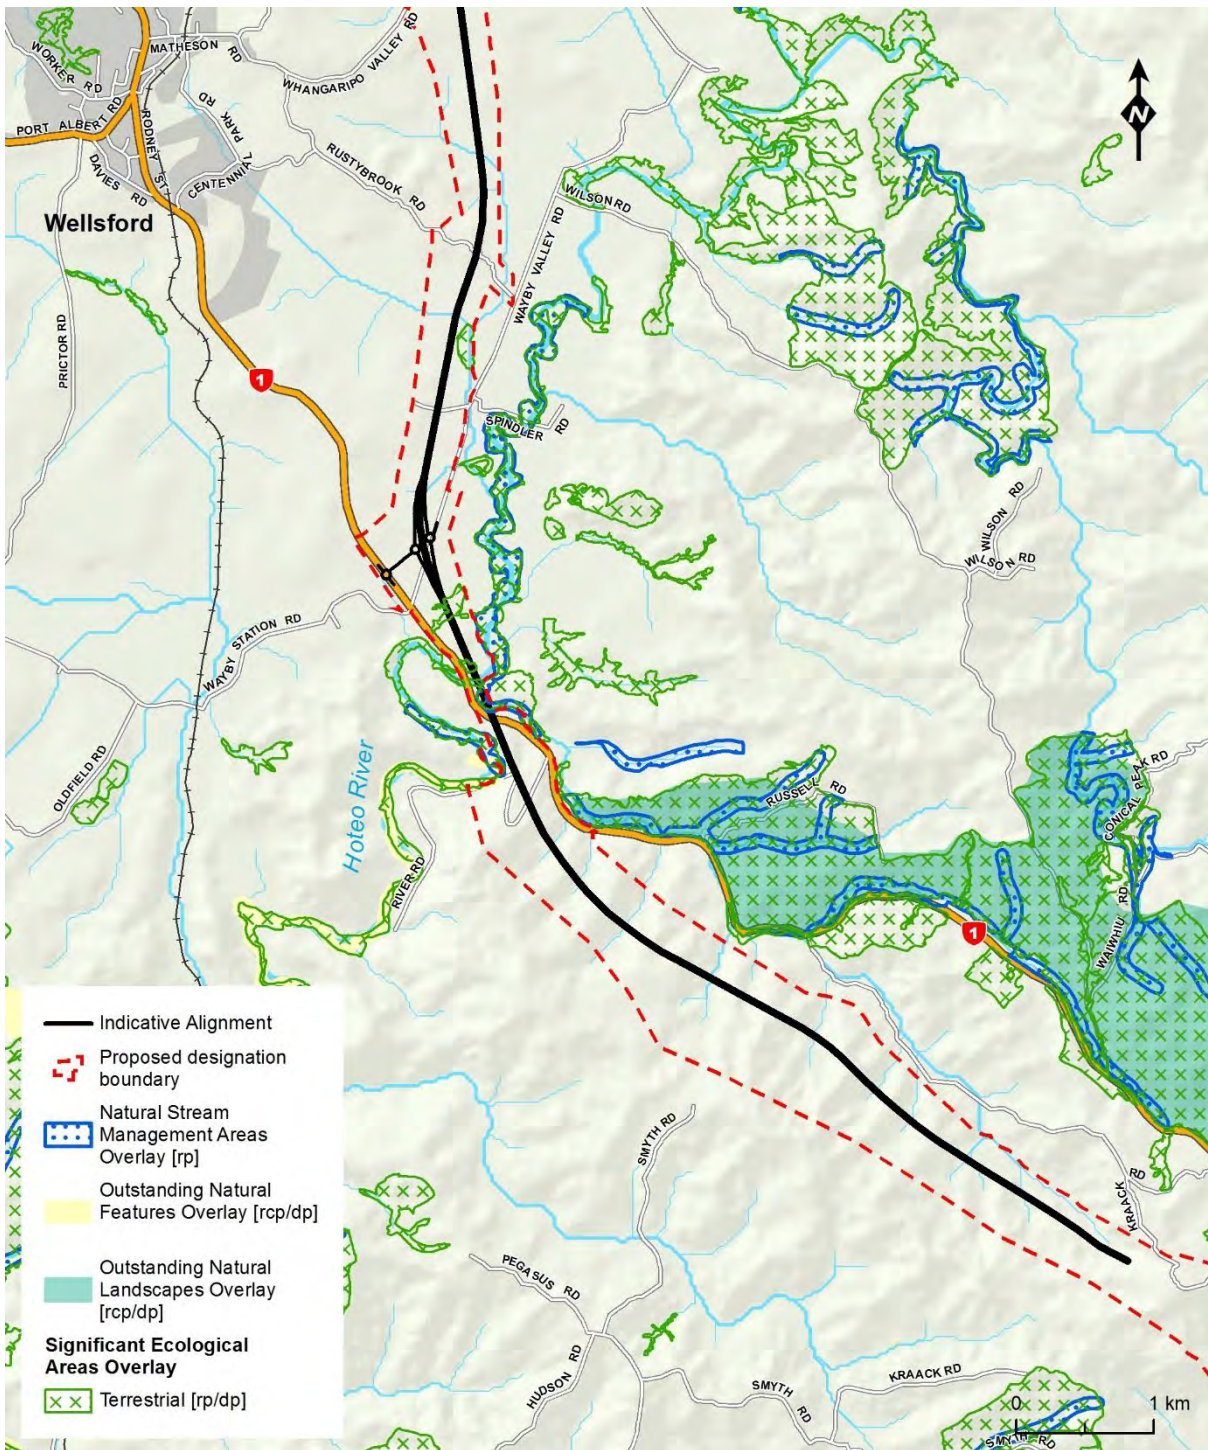 MATHESON
RD
WORKER RD
WHANGARIPO VALLEY RD
PORT ALBERT RD
RODNEY ST
PARK RD
CENTENNIAL
DAVIES RD
RUSTYBROOK RD
WILSON RD
WAYBY VALLEY RD
N
Wellsford
PRICTOR RD
1
SPINDLER RD
WILSON RD
WILSON RD
WAYBY STATION RD
OLDFIELD RD
Hoteo River
RIVER RD
RUSSELL RD
CONICAL PEAK RD
WAIWHIU RD
1
SMYTH RD
KRAACK RD
PEGASUS RD
HUDSON RD
SMYTH RD
KRAACK RD
SMYTH RD
Indicative Alignment
Proposed designation
boundary
Natural Stream
Management Areas
Overlay [rp]
Outstanding Natural
Features Overlay [rcp/dp]
Outstanding Natural
Landscapes Overlay
[rcp/dp]
Significant Ecological
Areas Overlay
Terrestrial [rp/dp]
0 1 km